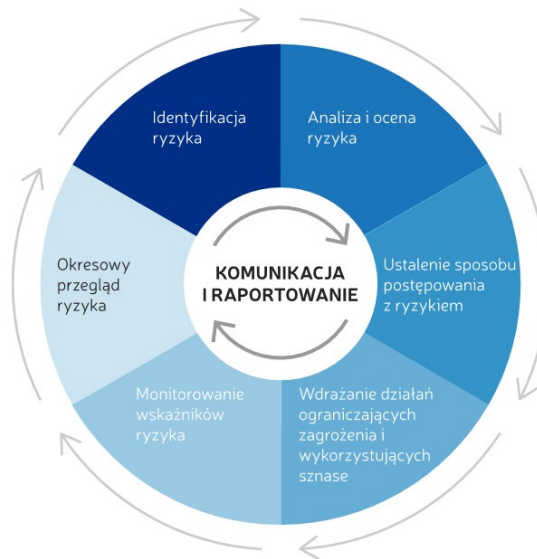 Identyfikacja
ryzyka
Analiza i ocena
ryzyka
Ustalenie sposobu
postępowania
z ryzykiem
Wdrażanie działań
ograniczających
zagrożenia i
wykorzystujących
sznase
Monitorowanie
wskaźników
ryzyka
Okresowy
przegląd
ryzyka
KOMUNIKACJA
I RAPORTOWANIE